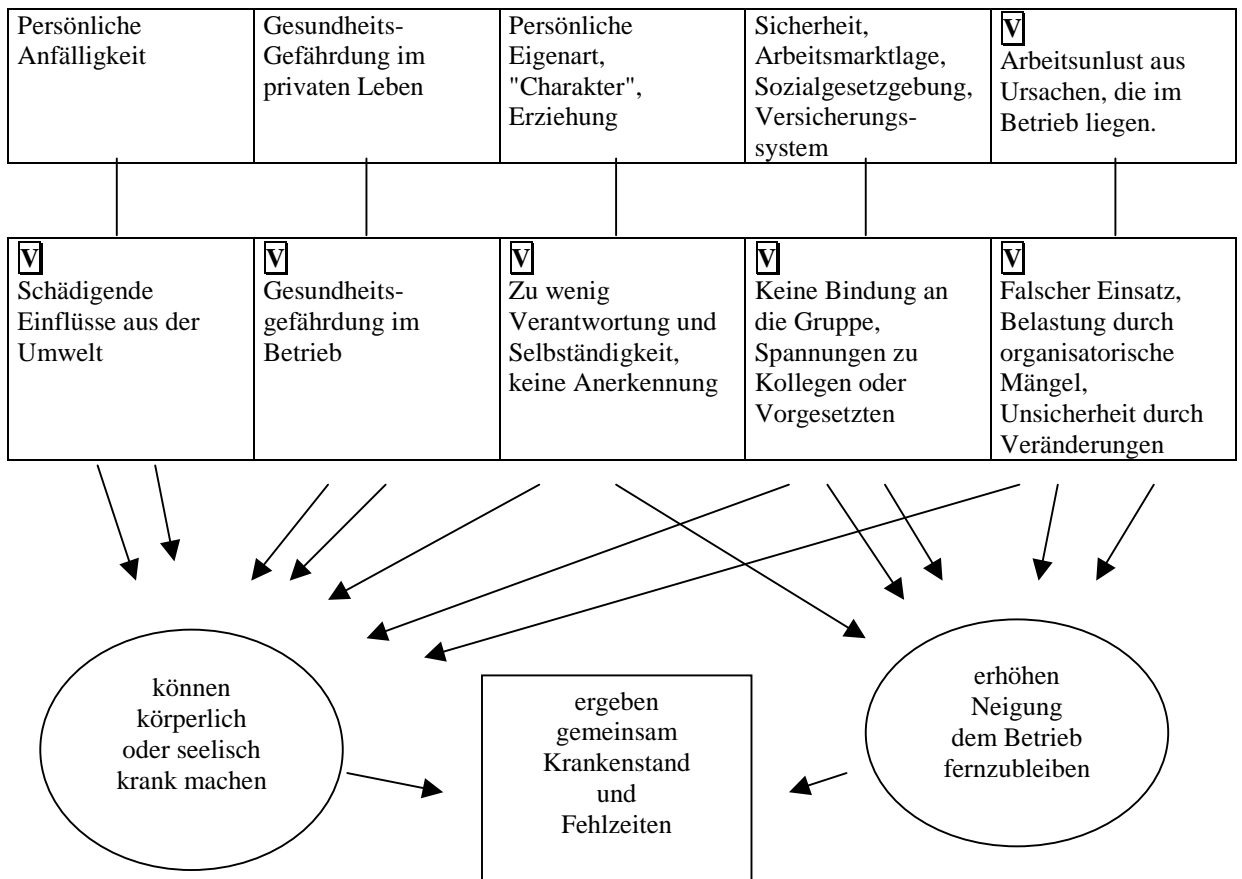 Persönliche
Anfälligkeit
Gesundheits-
Gefährdung im
privaten Leben
Persönliche
Eigenart,
"Charakter",
Erziehung
Sicherheit,
Arbeitsmarktlage,
Sozialgesetzgebung,
Versicherungs-
system
V
Arbeitsunlust aus
Ursachen, die im
Betrieb liegen.
V
Schädigende
Einflüsse aus der
Umwelt
V
Gesundheits-
gefährdung im
Betrieb
V
Zu wenig
Verantwortung und
Selbständigkeit,
keine Anerkennung
V
Keine Bindung an
die Gruppe,
Spannungen zu
Kollegen oder
Vorgesetzten
V
Falscher Einsatz,
Belastung durch
organisatorische
Mängel,
Unsicherheit durch
Veränderungen
können
körperlich
oder seelisch
krank machen
ergeben
gemeinsam
Krankenstand
und
Fehlzeiten
erhöhen
Neigung
dem Betrieb
fernzubleiben